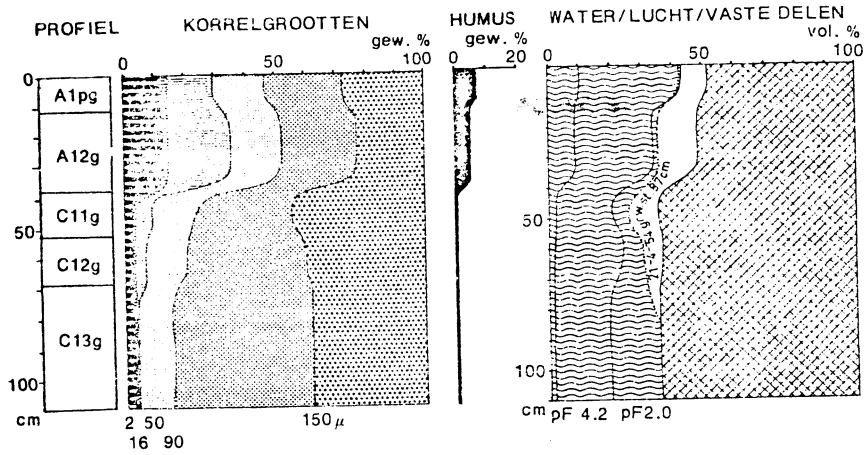 PROFIEL
KORRELGROOTTEN
gew. %
0 50 100
HUMUS
gew. %
0 20
WATER/LUCHT/VASTE DELEN
vol. %
0 50 100
0
50
100
cm
A1pg
A12g
C11g
C12g
C13g
2 50 150 μ
16 90
50
100
cm pF 4.2 pF2.0